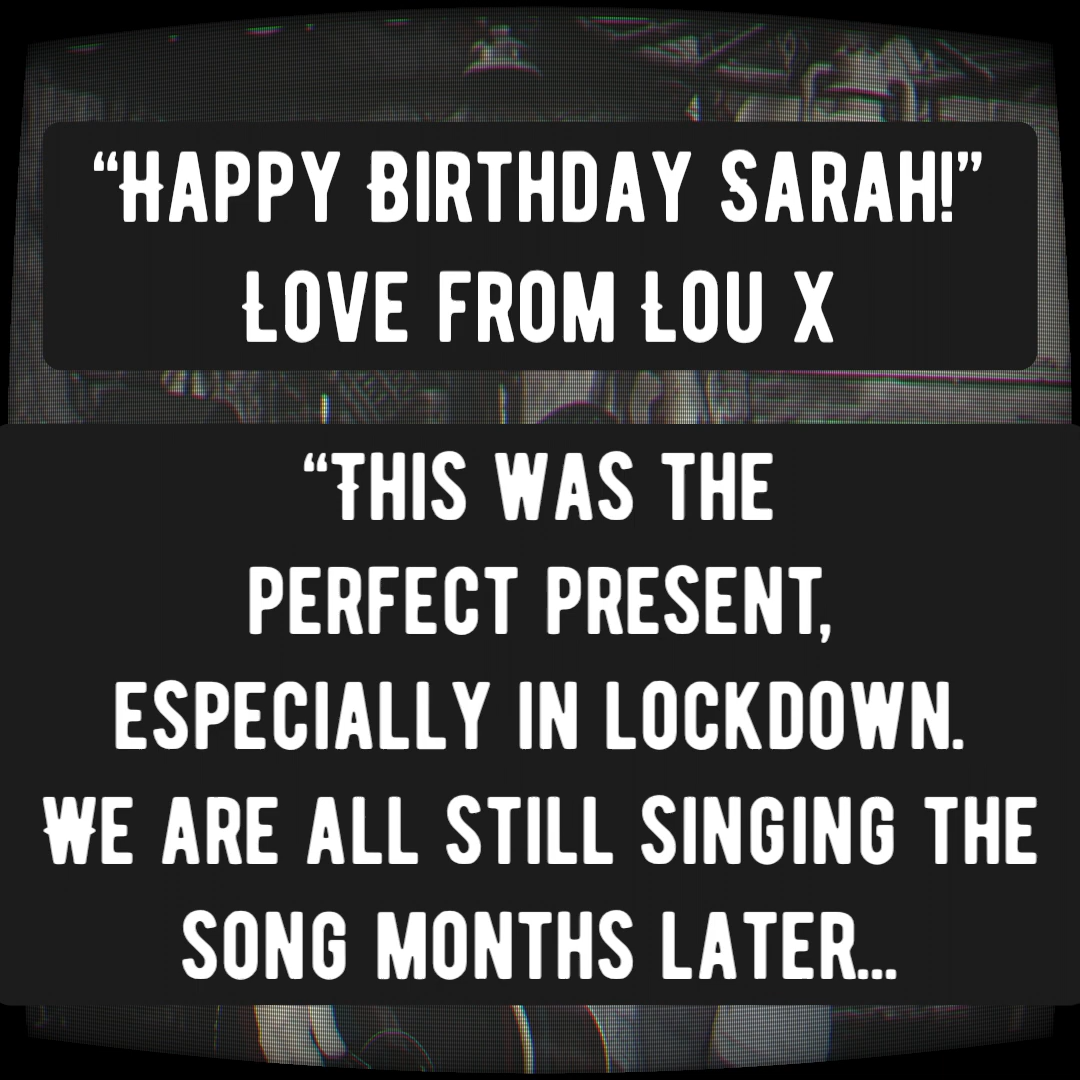 “Happy Birthday Sarah!”
Love from Lou x
“This was the
perfect present,
especially in lockdown.
We are all still singing the
song months later...